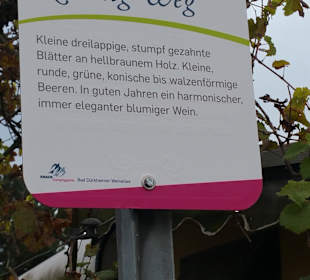 Weg
Kleine dreilappige, stumpf gezahnte
Blätter an hellbraunem Holz. Kleine,
runde, grüne, konische bis walzenförmige
Beeren. In guten Jahren ein harmonischer,
immer eleganter blumiger Wein.
Bad Dürkheimer